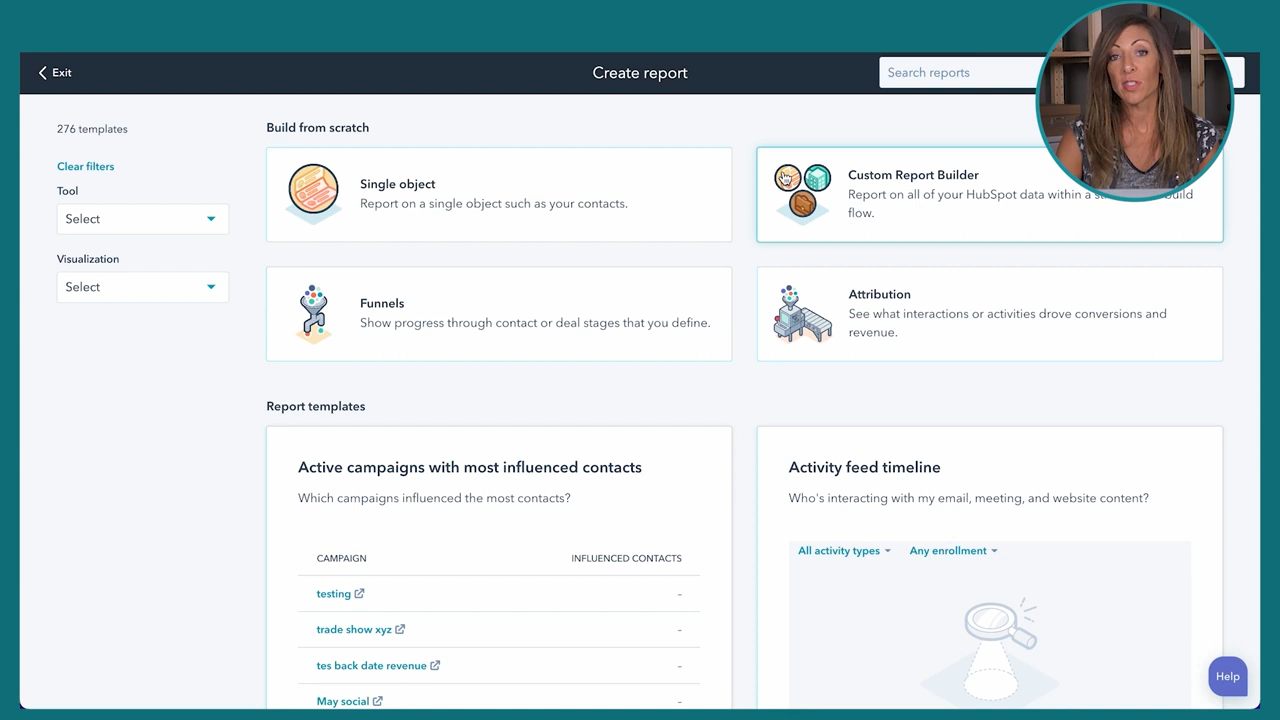 Exit
Create report
Search reports
276 templates
Clear filters
Tool
Select
Visualization
Select
Build from scratch
Single object
Report on a single object such as your contacts.
Custom Report Builder
Report on all of your HubSpot data within a
flow.
Funnels
Show progress through contact or deal stages that you define.
Attribution
See what interactions or activities drove conversions and
revenue.
Report templates
Active campaigns with most influenced contacts
Which campaigns influenced the most contacts?
CAMPAIGN INFLUENCED CONTACTS
testing -
trade show xyz -
tes back date revenue -
May social -
Activity feed timeline
Who's interacting with my email, meeting, and website content?
All activity types Any enrollment
Help